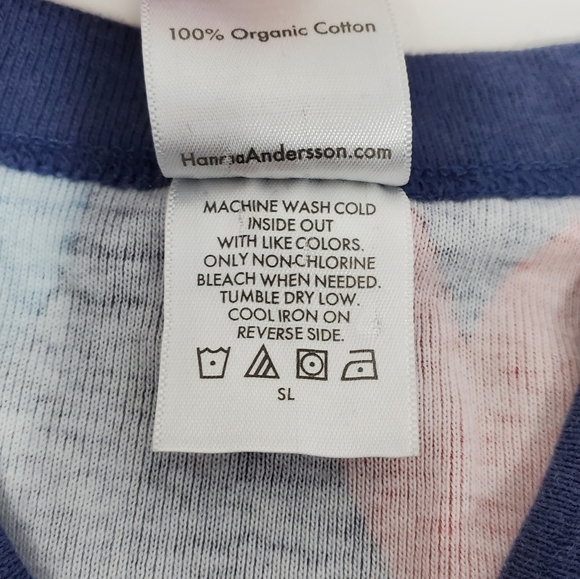 100% Organic Cotton
HannaAndersson.com
MACHINE WASH COLD
INSIDE OUT
WITH LIKE COLORS.
ONLY NON-CHLORINE
BLEACH WHEN NEEDED.
TUMBLE DRY LOW.
COOL IRON ON
REVERSE SIDE.
SL